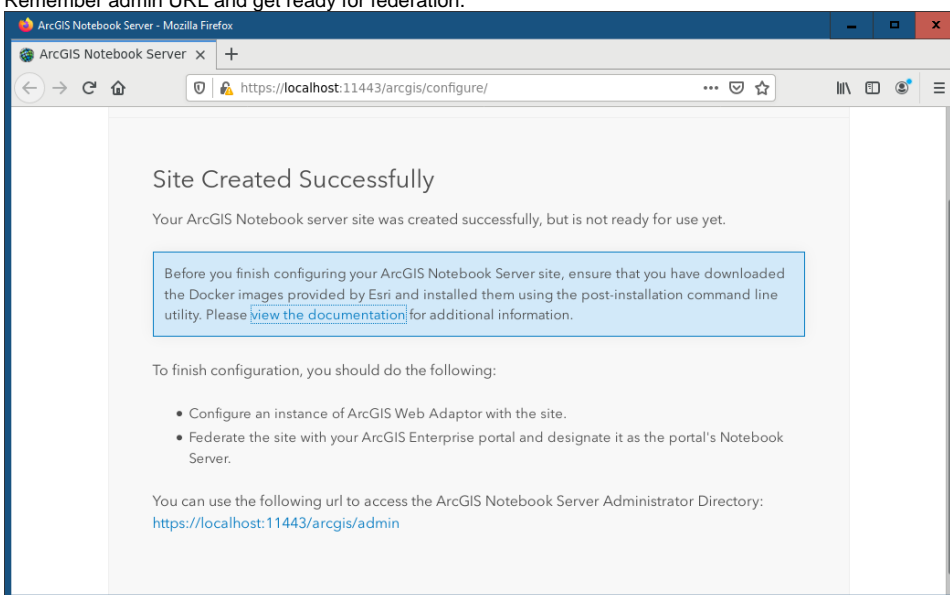 Remember admin URL and get ready for federation.
ArcGIS Notebook Server - Mozilla Firefox
ArcGIS Notebook Server
https://localhost:11443/arcgis/configure/
Site Created Successfully
Your ArcGIS Notebook server site was created successfully, but is not ready for use yet.
Before you finish configuring your ArcGIS Notebook Server site, ensure that you have downloaded
the Docker images provided by Esri and installed them using the post-installation command line
utility. Please view the documentation for additional information.
To finish configuration, you should do the following:
• Configure an instance of ArcGIS Web Adaptor with the site.
• Federate the site with your ArcGIS Enterprise portal and designate it as the portal's Notebook
Server.
You can use the following url to access the ArcGIS Notebook Server Administrator Directory:
https://localhost:11443/arcgis/admin